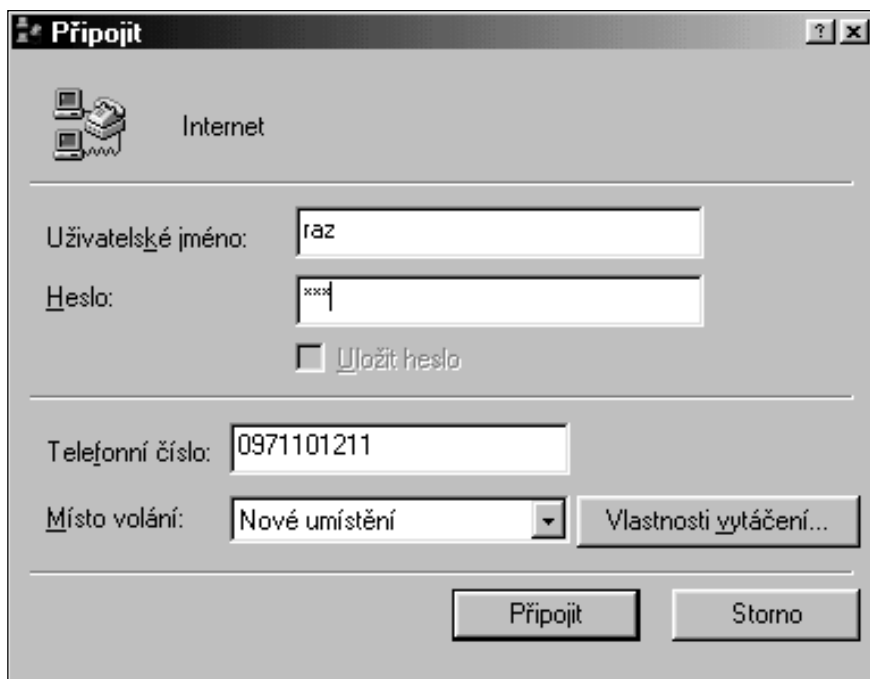 Připojit
Internet
Uživatelské jméno: raz
Heslo: ***
Uložit heslo
Telefonní číslo: 0971101211
Místo volání: Nové umístění Vlastnosti vytáčení...
Připojit Storno